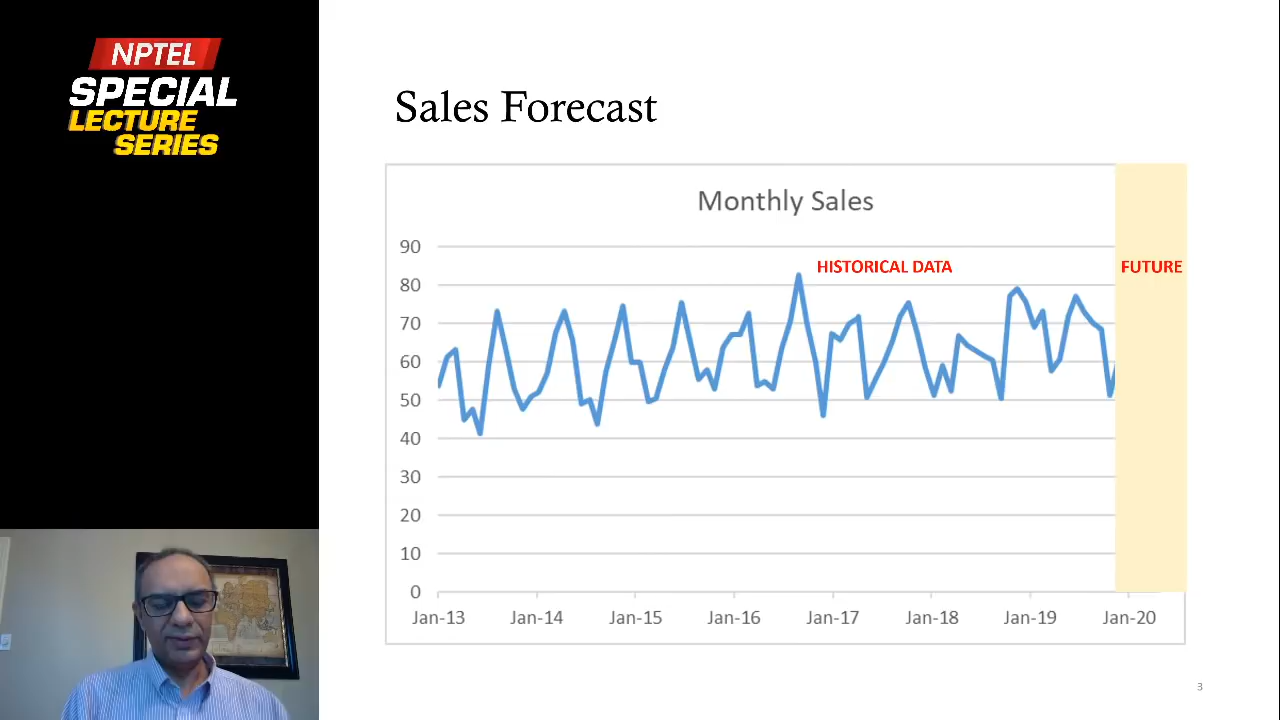 NPTEL
SPECIAL
LECTURE
SERIES
Sales Forecast
Monthly Sales
HISTORICAL DATA
FUTURE
90
80
70
60
50
40
30
20
10
0
Jan-13 Jan-14 Jan-15 Jan-16 Jan-17 Jan-18 Jan-19 Jan-20
3